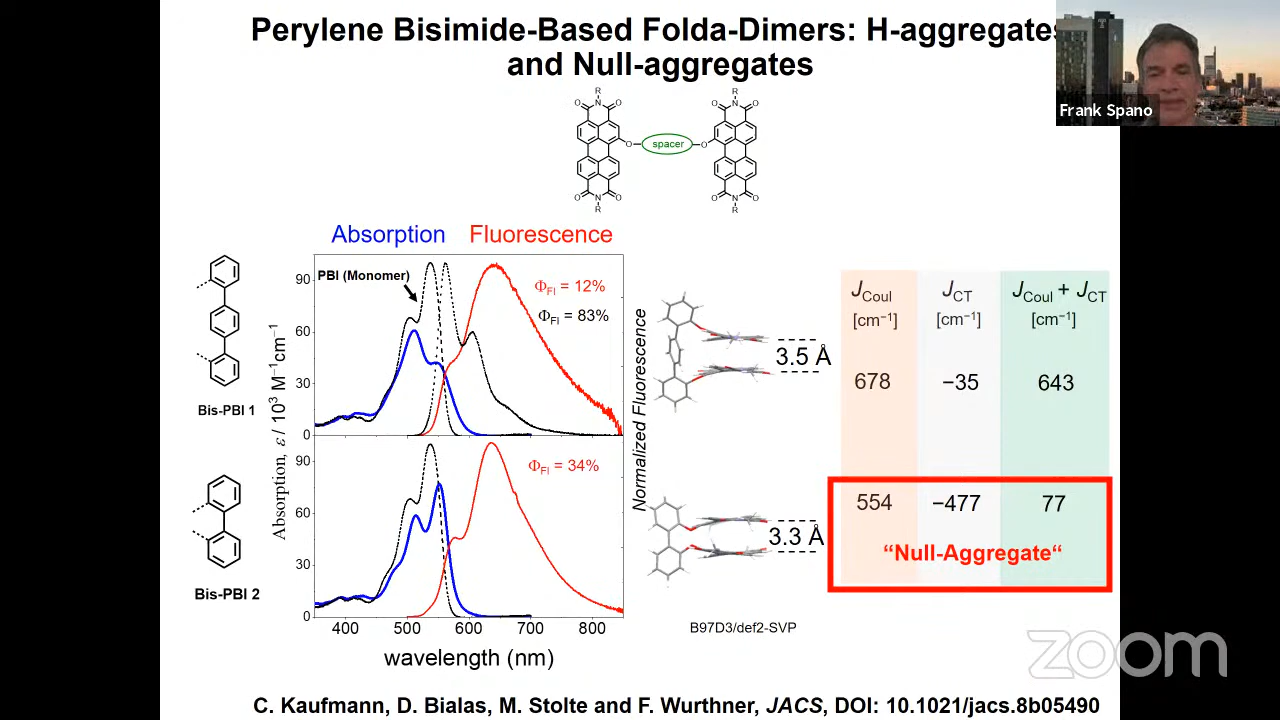 Perylene Bisimide-Based Folda-Dimers: H-aggregates
and Null-aggregates
Frank Spano
R
O N O
O spacer O
O N O
R
R
O N O
O N O
R
Absorption Fluorescence
PBI (Monomer)
ΦFl = 12%
ΦFl = 83%
90
60
30
0
Bis-PBI 1
Absorption, ε / 10³ M⁻¹cm⁻¹
Normalized Fluorescence
3.5 Å
JCoul JCT JCoul + JCT
[cm⁻¹] [cm⁻¹] [cm⁻¹]
678 −35 643
ΦFl = 34%
90
60
30
0
Bis-PBI 2
400 500 600 700 800
wavelength (nm)
3.3 Å
554 −477 77
“Null-Aggregate“
B97D3/def2-SVP
zoom
C. Kaufmann, D. Bialas, M. Stolte and F. Wurthner, JACS, DOI: 10.1021/jacs.8b05490